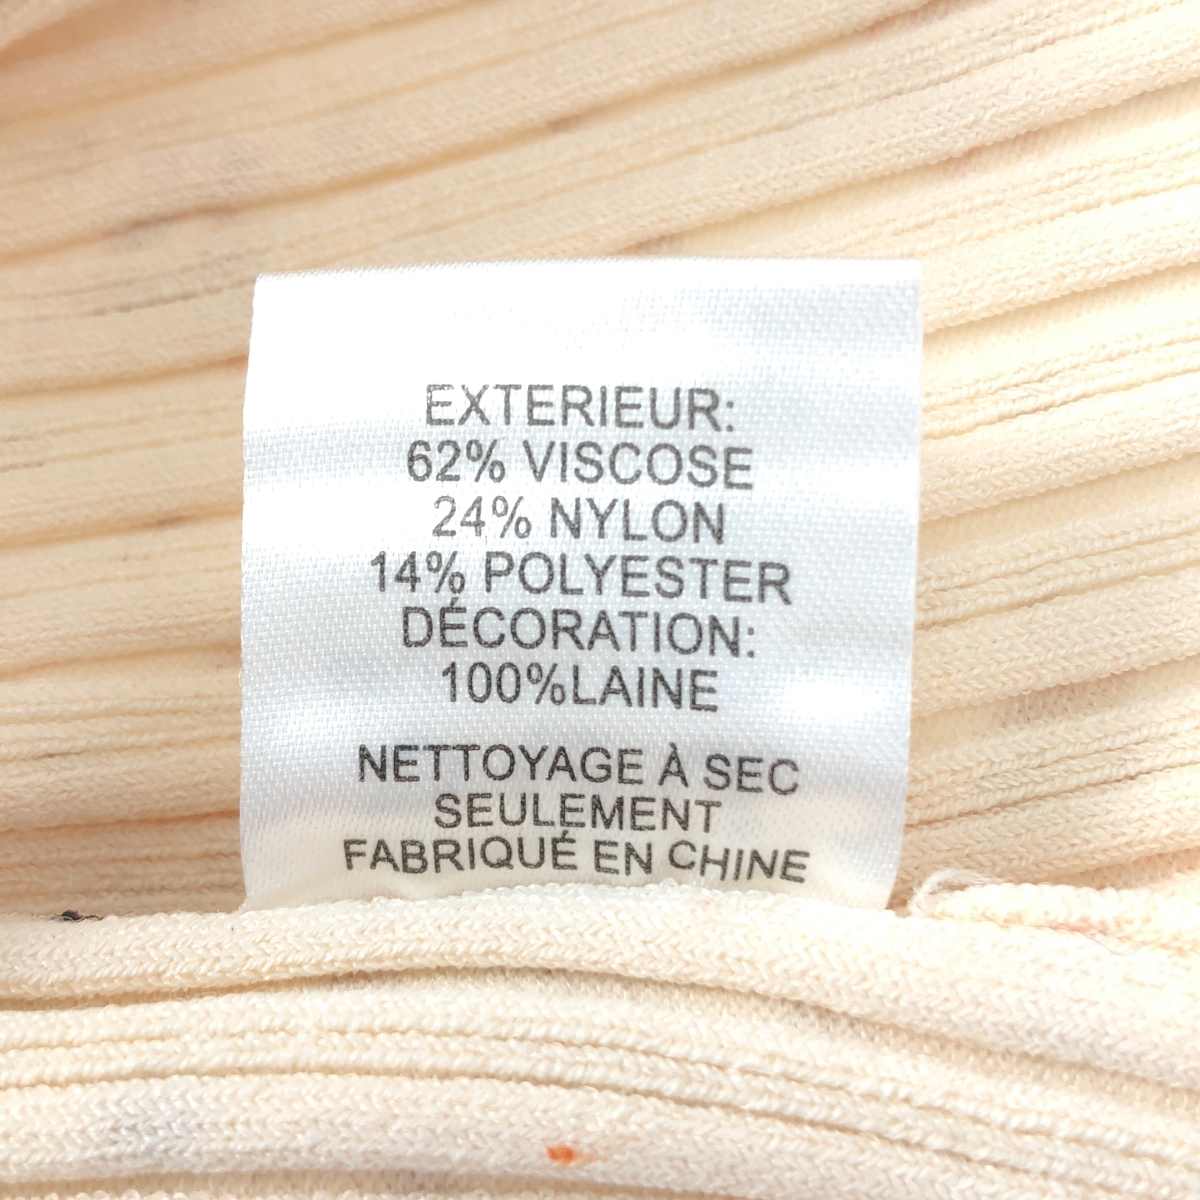 EXTERIEUR:
62% VISCOSE
24% NYLON
14% POLYESTER
DÉCORATION:
100%LAINE
NETTOYAGE À SEC
SEULEMENT
FABRIQUÉ EN CHINE